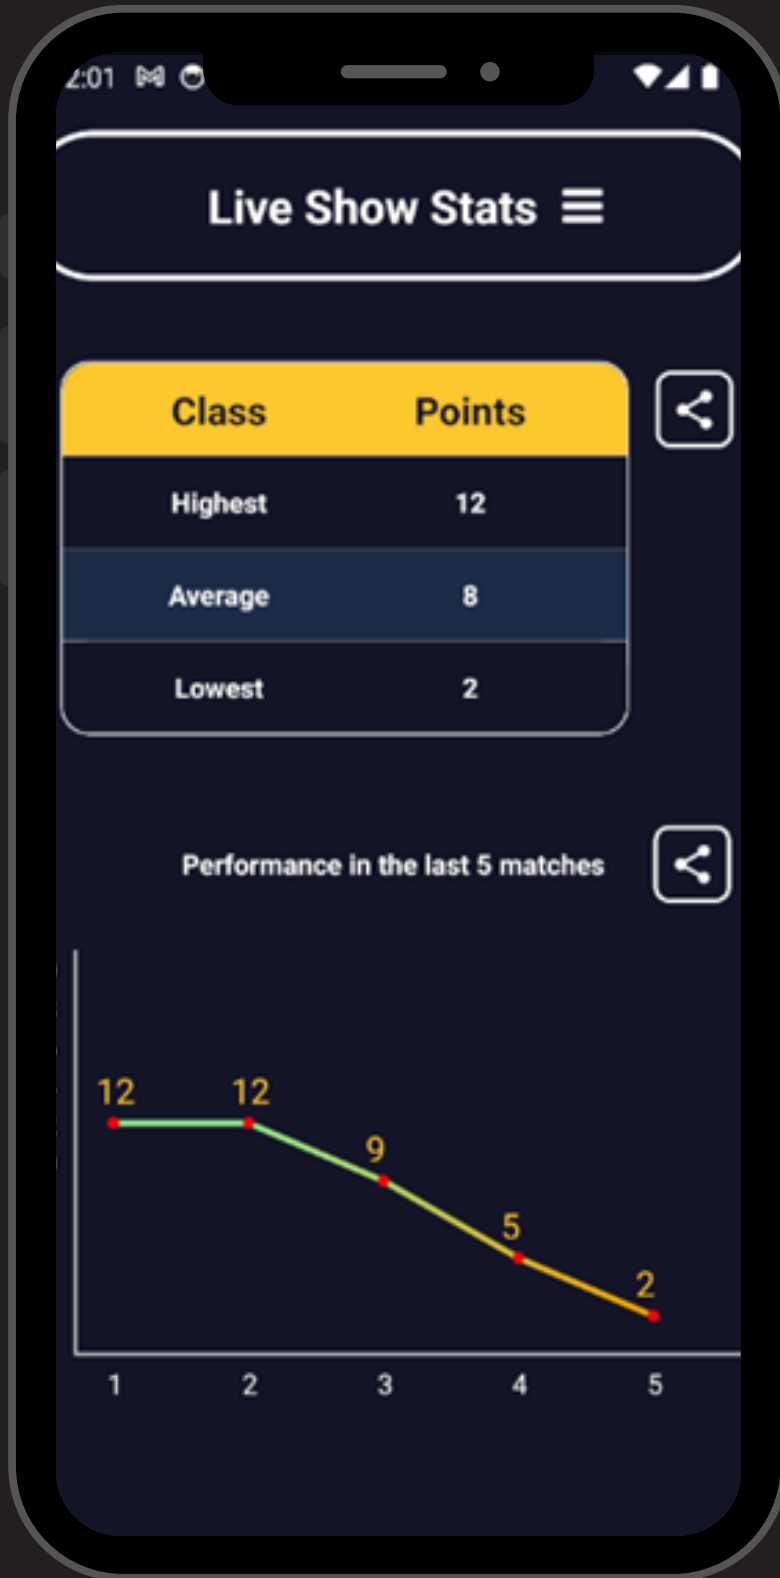 2:01
Live Show Stats
Class Points
Highest 12
Average 8
Lowest 2
Performance in the last 5 matches
12 12
9
5
2
1 2 3 4 5